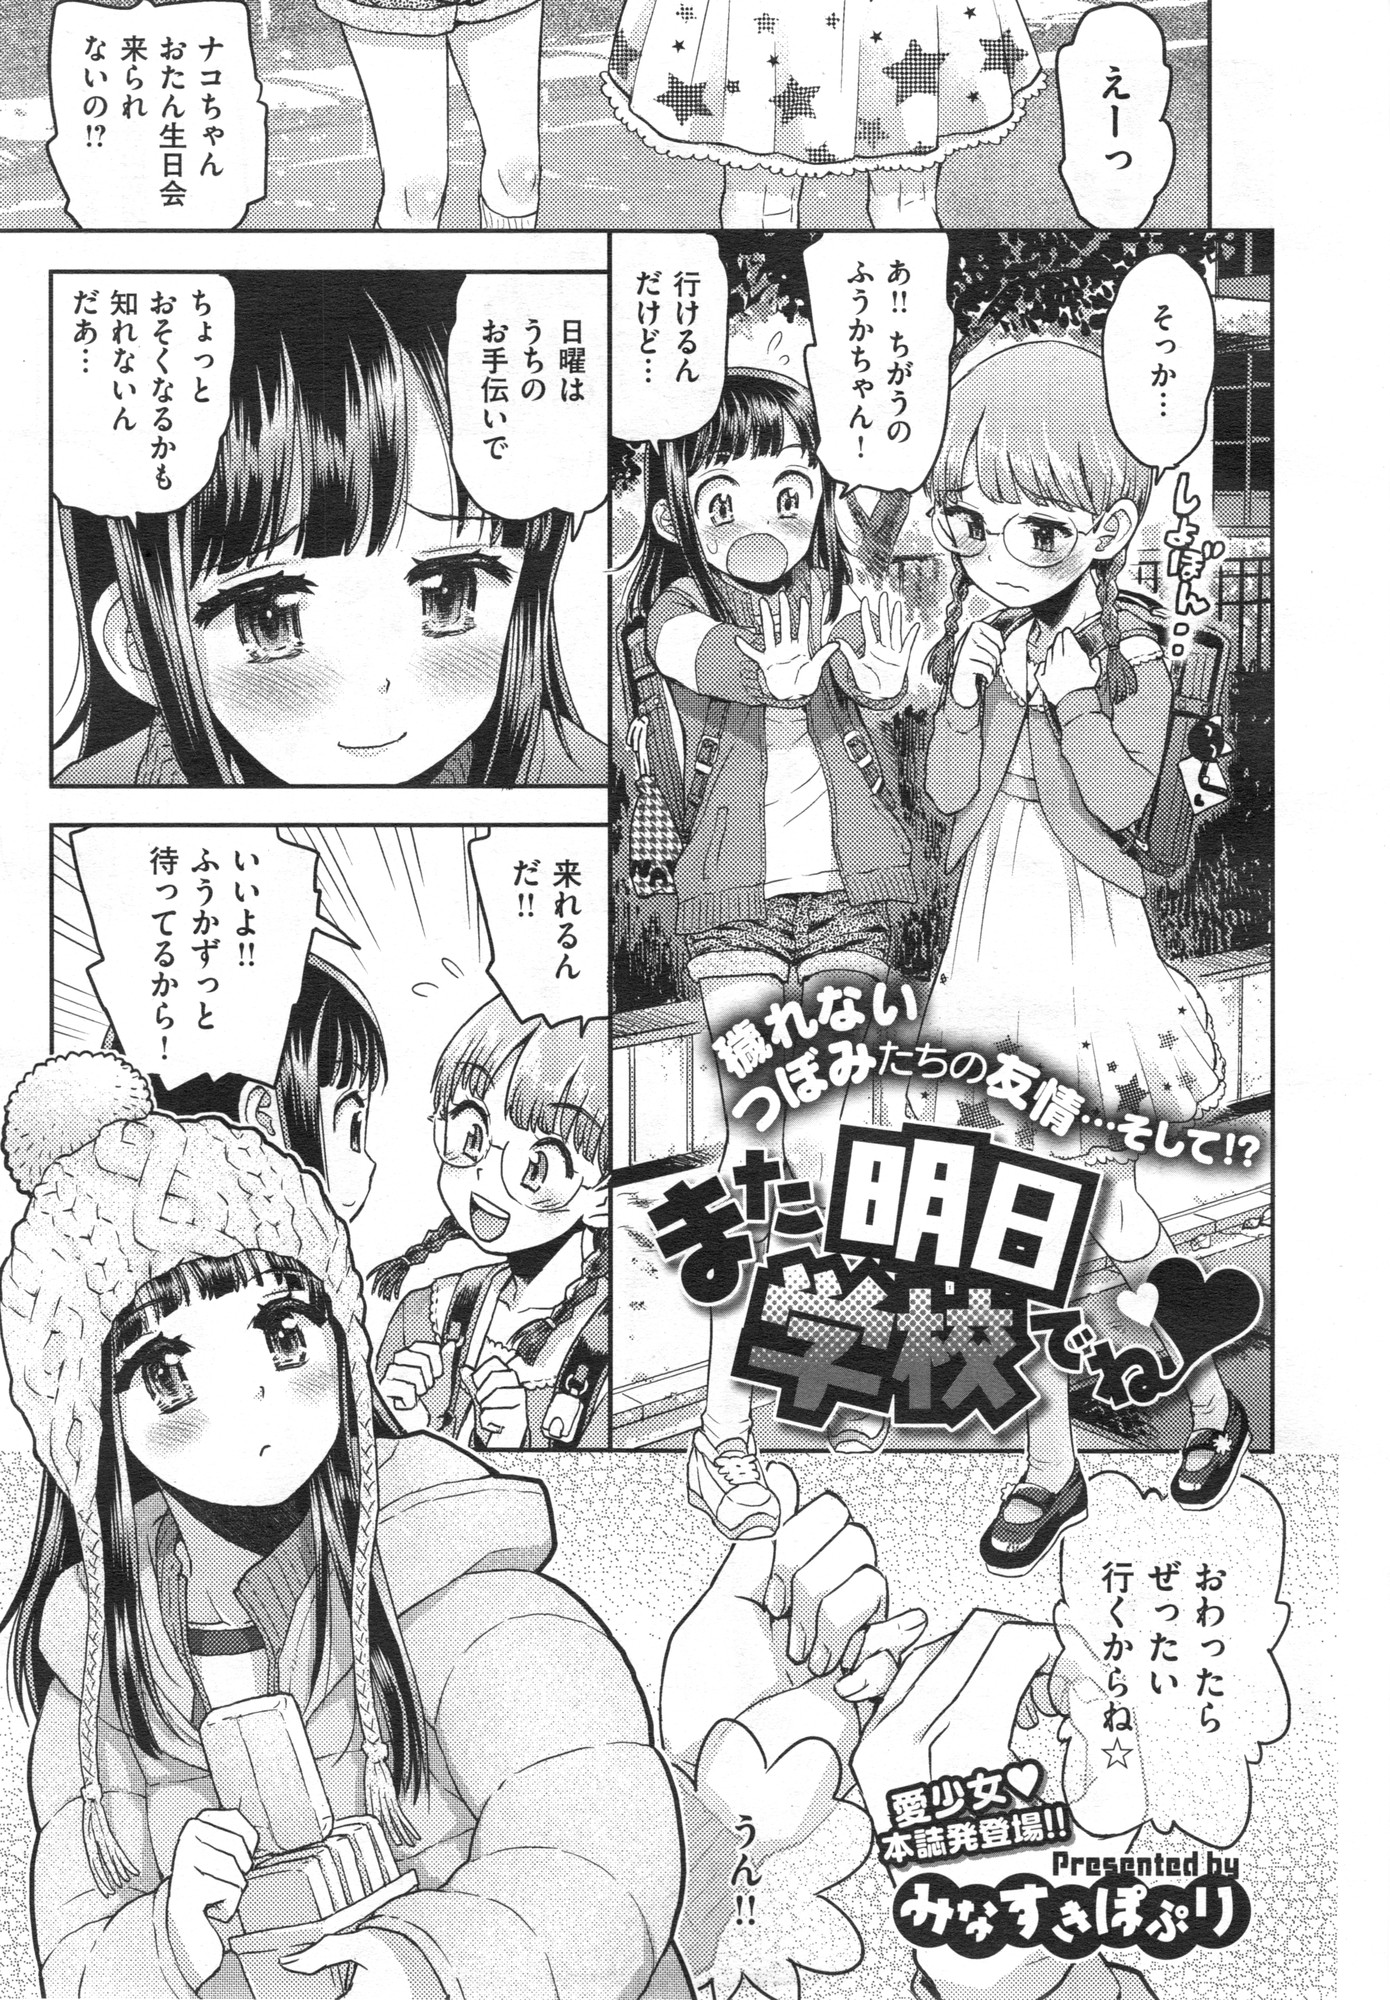 えーっ
ナコちゃん
おたん生日会
来られ
ないの!?
そっか…
しょぼん…
あ!!ちがうの
ふうかちゃん!
行けるん
だけど…
日曜は
うちの
お手伝いで
ちょっと
おそくなるかも
知れないん
だあ…
来れるん
だ!!
いいよ!!
ふうかずっと
待ってるから!
穢れない
つぼみたちの友情…そして!?
また明日
学校でね♥
おわったら
ぜったい
行くからね☆
うん!!
愛少女♥
本誌発登場!!
Presented by
みなすきぽぷり